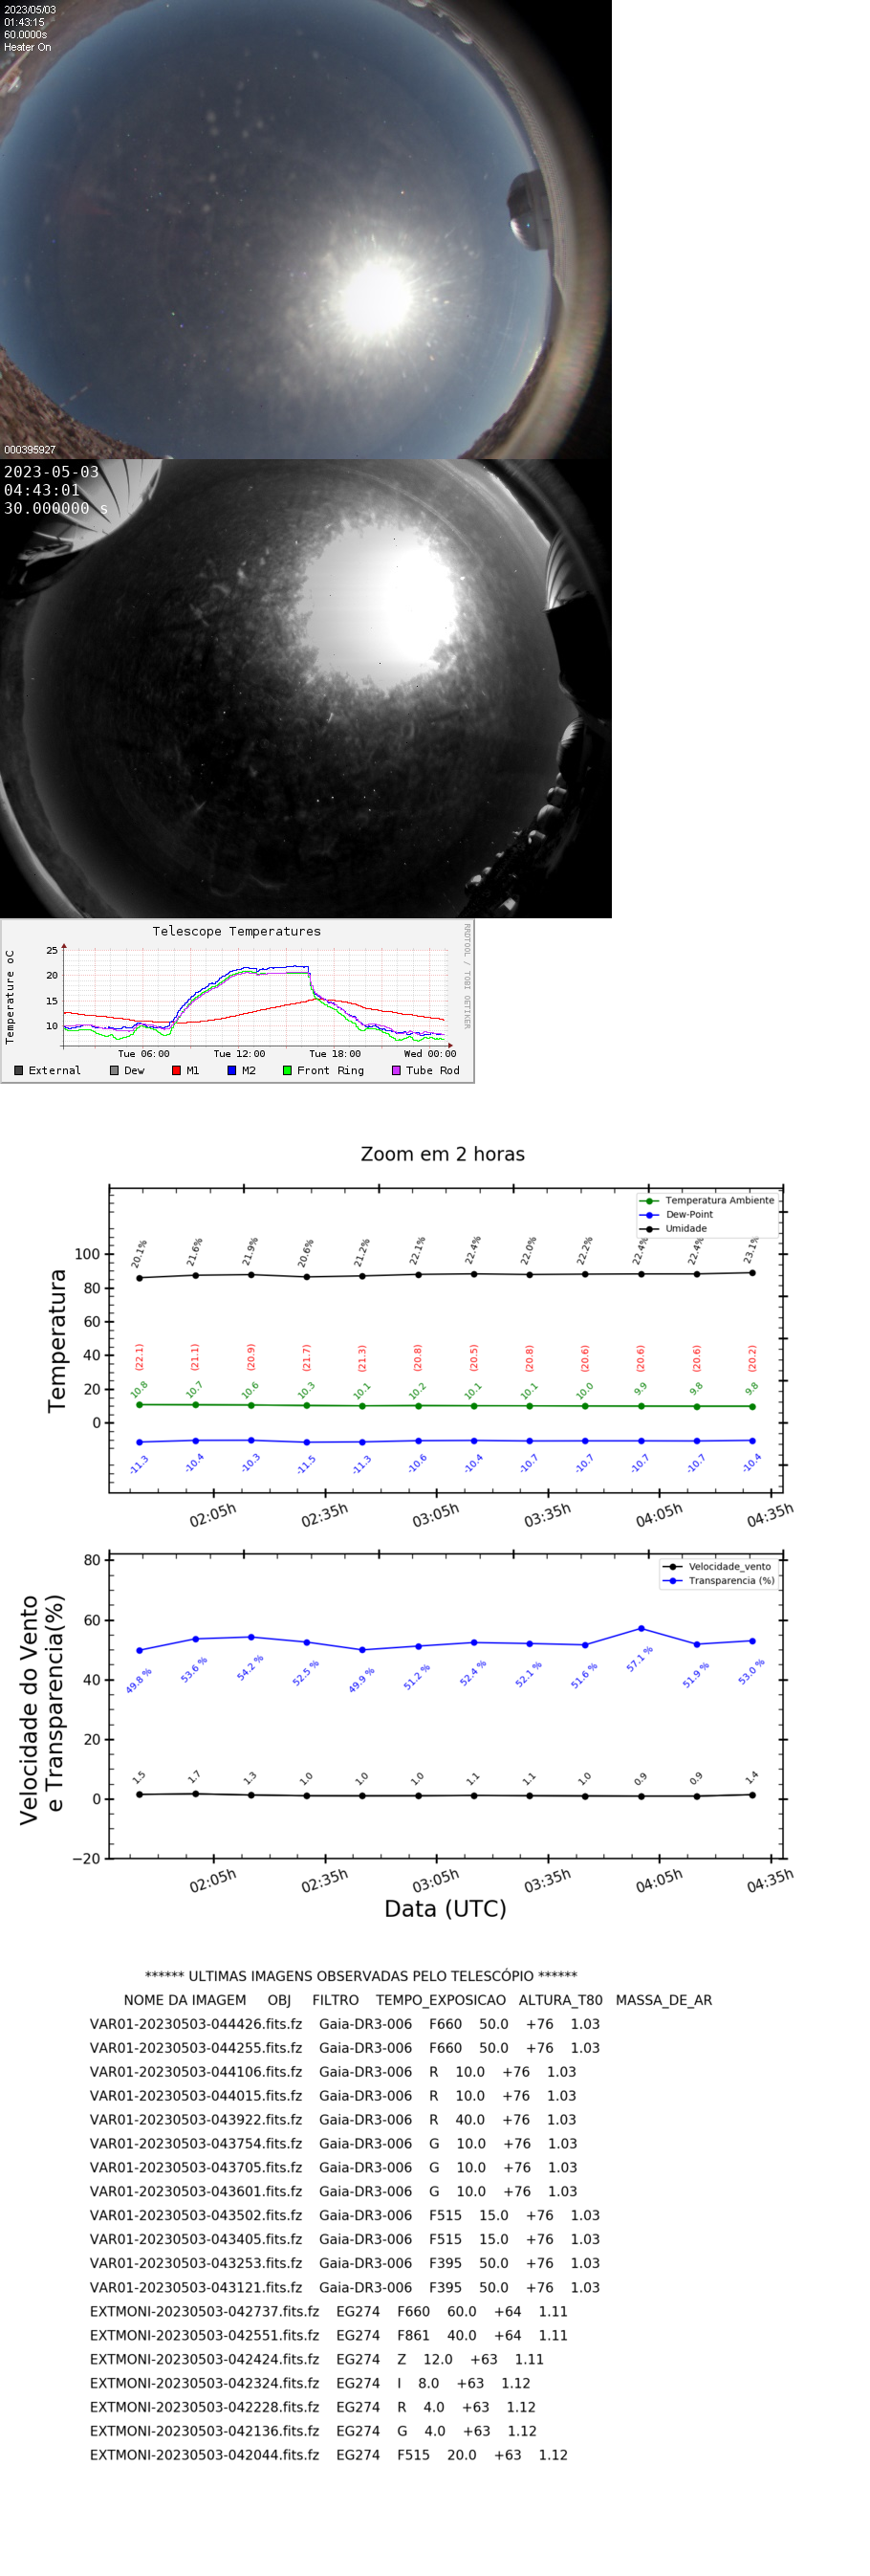 2023/05/03
01:43:15
60.0000s
Heater On
000395927
2023-05-03
04:43:01
30.000000 s
Telescope Temperatures
RRDTOOL / TOBI OETIKER
Temperature oC
25
20
15
10
Tue 06:00 Tue 12:00 Tue 18:00 Wed 00:00
External Dew M1 M2 Front Ring Tube Rod
Zoom em 2 horas
Temperatura Ambiente
Dew-Point
Umidade
Temperatura
100
80
60
40
20
0
20.1% 21.6% 21.9% 20.6% 21.2% 22.1% 22.4% 22.0% 22.2% 22.4% 22.4% 23.1%
(22.1) (21.1) (20.9) (21.7) (21.3) (20.8) (20.5) (20.8) (20.6) (20.6) (20.6) (20.2)
10.8 10.7 10.6 10.3 10.1 10.2 10.1 10.1 10.0 9.9 9.8 9.8
-11.3 -10.4 -10.3 -11.5 -11.3 -10.6 -10.4 -10.7 -10.7 -10.7 -10.7 -10.4
02:05h 02:35h 03:05h 03:35h 04:05h 04:35h
Velocidade_vento
Transparencia (%)
Velocidade do Vento
e Transparencia(%)
80
60
40
20
0
−20
49.8 % 53.6 % 54.2 % 52.5 % 49.9 % 51.2 % 52.4 % 52.1 % 51.6 % 57.1 % 51.9 % 53.0 %
1.5 1.7 1.3 1.0 1.0 1.0 1.1 1.1 1.0 0.9 0.9 1.4
02:05h 02:35h 03:05h 03:35h 04:05h 04:35h
Data (UTC)
****** ULTIMAS IMAGENS OBSERVADAS PELO TELESCÓPIO ******
NOME DA IMAGEM OBJ FILTRO TEMPO_EXPOSICAO ALTURA_T80 MASSA_DE_AR
VAR01-20230503-044426.fits.fz Gaia-DR3-006 F660 50.0 +76 1.03
VAR01-20230503-044255.fits.fz Gaia-DR3-006 F660 50.0 +76 1.03
VAR01-20230503-044106.fits.fz Gaia-DR3-006 R 10.0 +76 1.03
VAR01-20230503-044015.fits.fz Gaia-DR3-006 R 10.0 +76 1.03
VAR01-20230503-043922.fits.fz Gaia-DR3-006 R 40.0 +76 1.03
VAR01-20230503-043754.fits.fz Gaia-DR3-006 G 10.0 +76 1.03
VAR01-20230503-043705.fits.fz Gaia-DR3-006 G 10.0 +76 1.03
VAR01-20230503-043601.fits.fz Gaia-DR3-006 G 10.0 +76 1.03
VAR01-20230503-043502.fits.fz Gaia-DR3-006 F515 15.0 +76 1.03
VAR01-20230503-043405.fits.fz Gaia-DR3-006 F515 15.0 +76 1.03
VAR01-20230503-043253.fits.fz Gaia-DR3-006 F395 50.0 +76 1.03
VAR01-20230503-043121.fits.fz Gaia-DR3-006 F395 50.0 +76 1.03
EXTMONI-20230503-042737.fits.fz EG274 F660 60.0 +64 1.11
EXTMONI-20230503-042551.fits.fz EG274 F861 40.0 +64 1.11
EXTMONI-20230503-042424.fits.fz EG274 Z 12.0 +63 1.11
EXTMONI-20230503-042324.fits.fz EG274 I 8.0 +63 1.12
EXTMONI-20230503-042228.fits.fz EG274 R 4.0 +63 1.12
EXTMONI-20230503-042136.fits.fz EG274 G 4.0 +63 1.12
EXTMONI-20230503-042044.fits.fz EG274 F515 20.0 +63 1.12